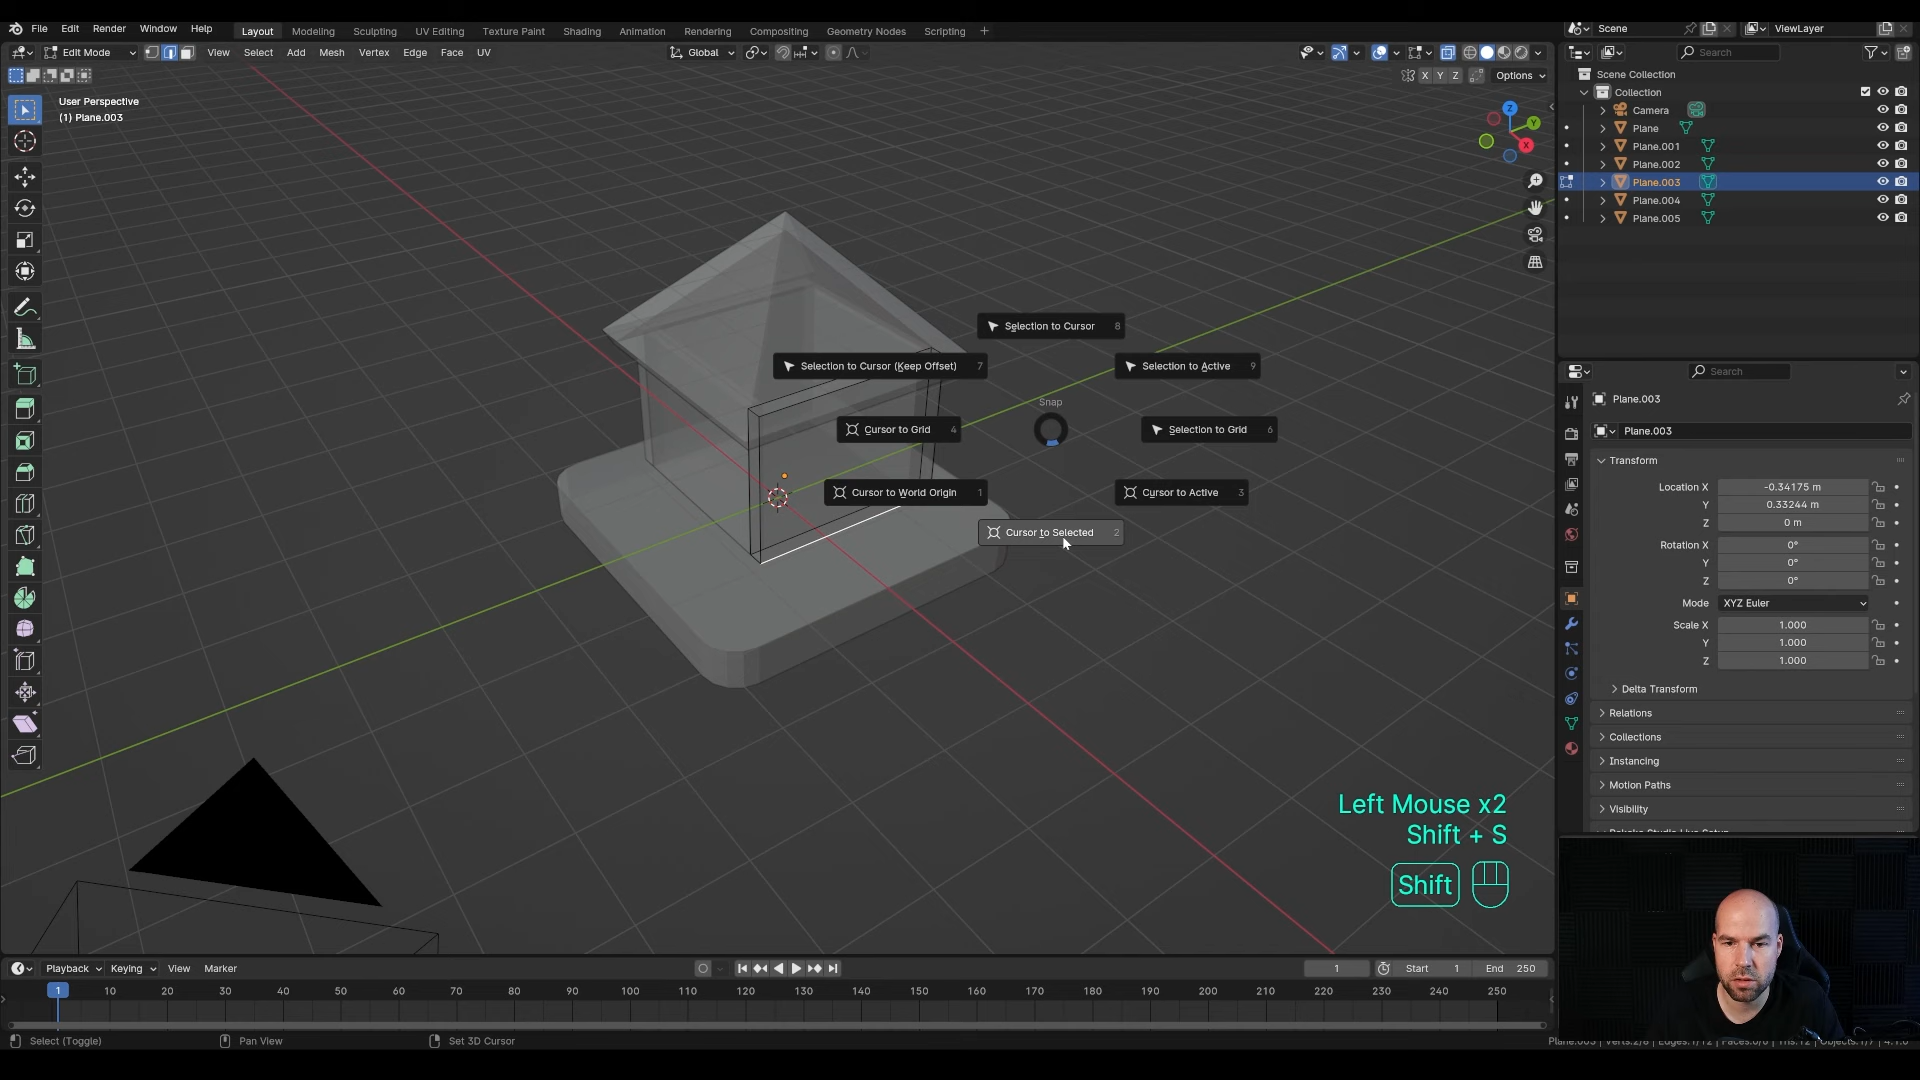 File Edit Render Window Help Layout Modeling Sculpting UV Editing Texture Paint Shading Animation Rendering Compositing Geometry Nodes Scripting + Scene ViewLayer
Edit Mode View Select Add Mesh Vertex Edge Face UV Global Search
X Y Z Options
Scene Collection
Collection
Camera
Plane
Plane.001
Plane.002
Plane.003
Plane.004
Plane.005
User Perspective
(1) Plane.003
Z
Y
X
Selection to Cursor 8
Selection to Cursor (Keep Offset) 7
Selection to Active 9
Snap
Cursor to Grid 4
Selection to Grid 6
Cursor to World Origin 1
Cursor to Active 3
Cursor to Selected 2
Search
Plane.003
Plane.003
Transform
Location X -0.34175 m
Y 0.33244 m
Z 0 m
Rotation X 0°
Y 0°
Z 0°
Mode XYZ Euler
Scale X 1.000
Y 1.000
Z 1.000
Delta Transform
Relations
Collections
Instancing
Motion Paths
Visibility
Left Mouse x2
Shift + S
Shift
Playback Keying View Marker 1 Start 1 End 250
1 10 20 30 40 50 60 70 80 90 100 110 120 130 140 150 160 170 180 190 200 210 220 230 240 250
Select (Toggle) Pan View Set 3D Cursor